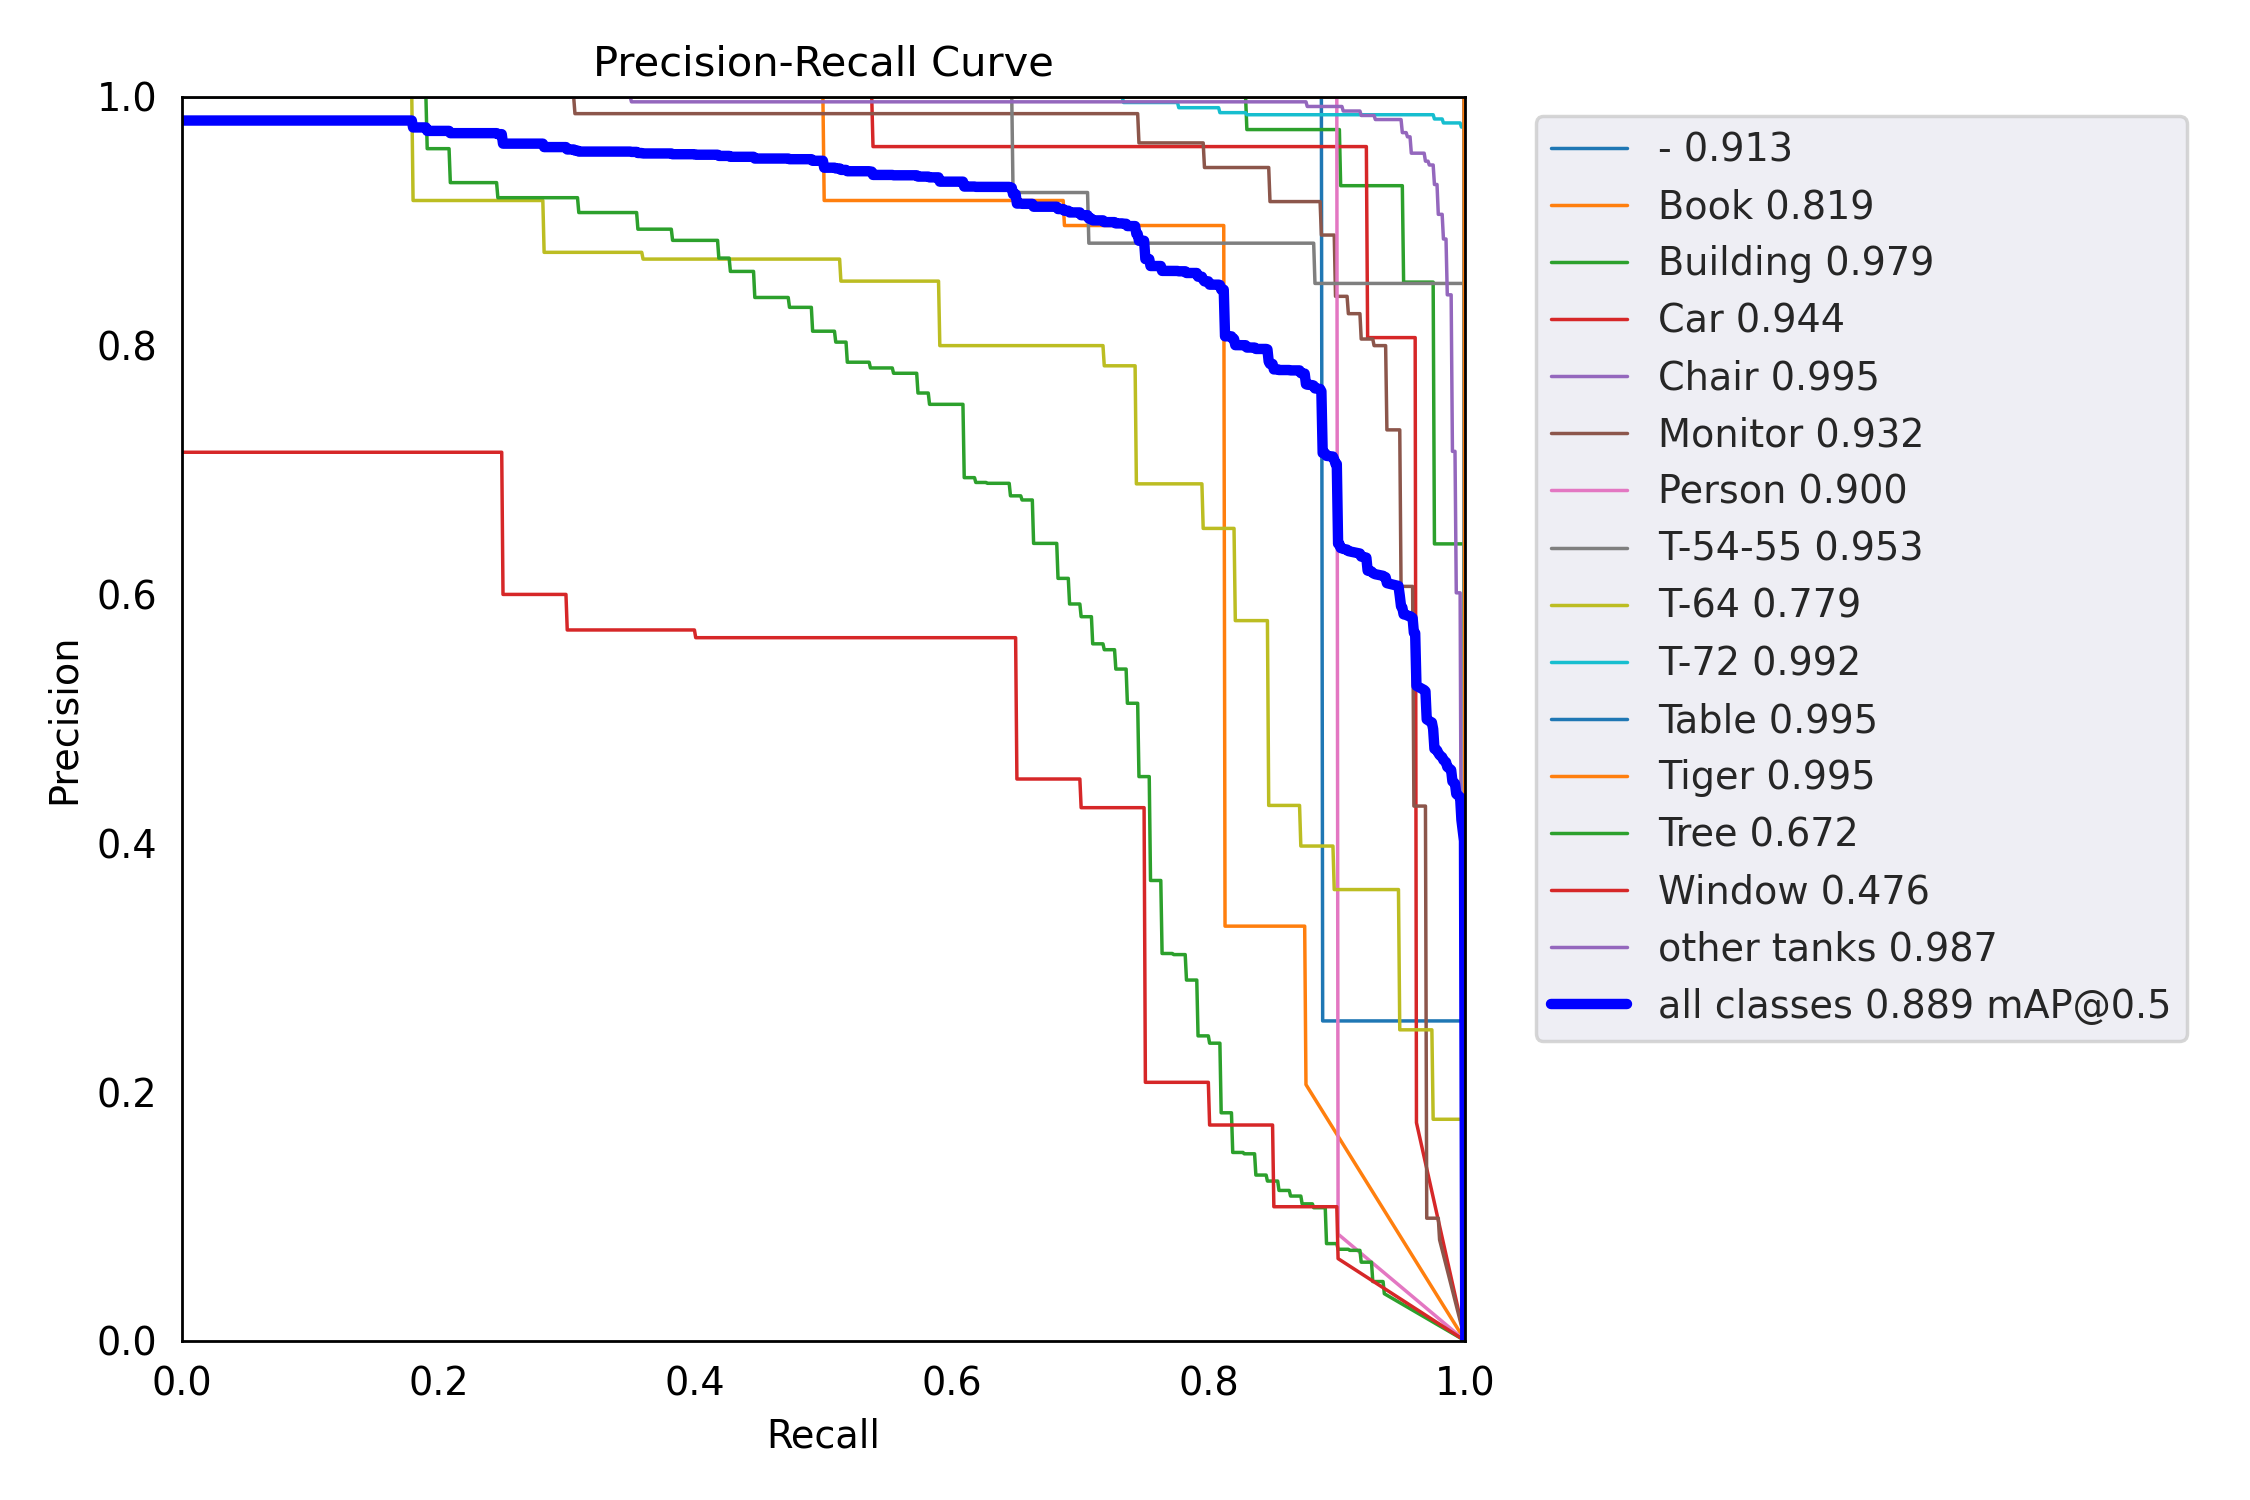 Precision-Recall Curve
1.0
0.8
0.6
0.4
0.2
0.0
Precision
0.0 0.2 0.4 0.6 0.8 1.0
Recall
- 0.913
Book 0.819
Building 0.979
Car 0.944
Chair 0.995
Monitor 0.932
Person 0.900
T-54-55 0.953
T-64 0.779
T-72 0.992
Table 0.995
Tiger 0.995
Tree 0.672
Window 0.476
other tanks 0.987
all classes 0.889 mAP@0.5